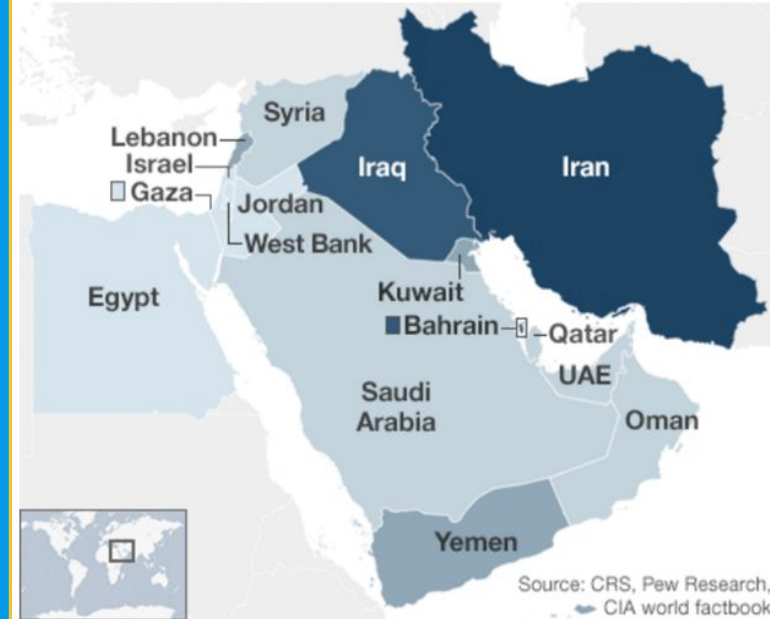 Syria
Lebanon
Israel
Iraq
Iran
Gaza
Jordan
West Bank
Egypt
Kuwait
Bahrain
Qatar
UAE
Saudi
Arabia
Oman
Yemen
Source: CRS, Pew Research,
CIA world factbook